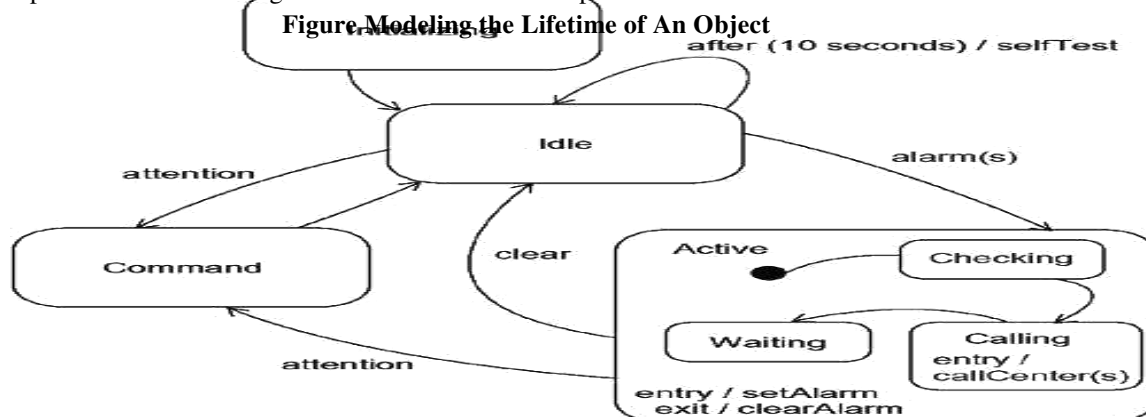 Figure Modeling the Lifetime of An Object
Initializing
after (10 seconds) / selfTest
Idle
alarm(s)
attention
clear
Active
Checking
Command
Waiting
Calling
entry /
callCenter(s)
attention
entry / setAlarm
exit / clearAlarm